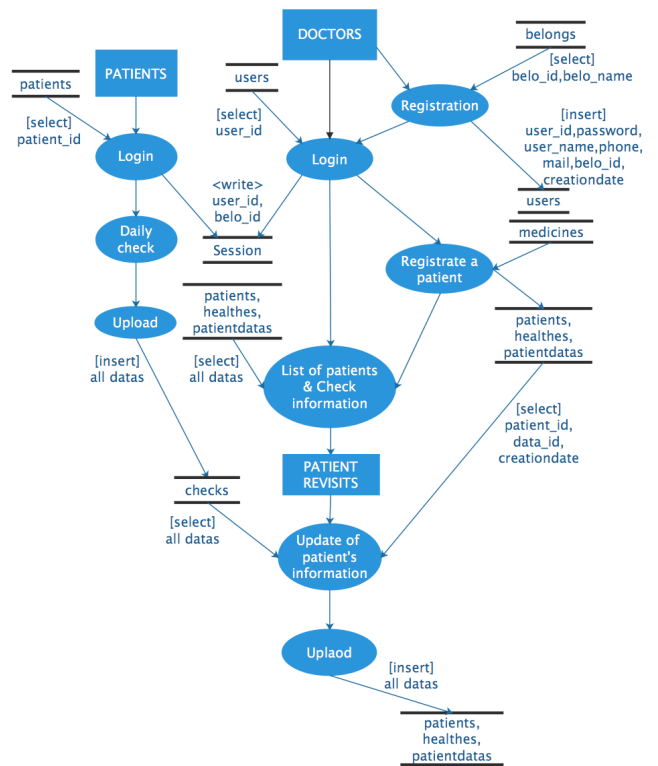 DOCTORS
belongs
[select]
belo_id,belo_name
patients
PATIENTS
users
[select]
user_id
Registration
[select]
patient_id
[insert]
user_id,password,
user_name,phone,
mail,belo_id,
creationdate
Login
Login
<write>
user_id,
belo_id
users
Daily
check
Session
medicines
Registrate a
patient
patients,
healthes,
patientdatas
Upload
patients,
healthes,
patientdatas
[insert]
all datas
[select]
all datas
List of patients
& Check
information
[select]
patient_id,
data_id,
creationdate
PATIENT
REVISITS
checks
[select]
all datas
Update of
patient's
information
Uplaod
[insert]
all datas
patients,
healthes,
patientdatas